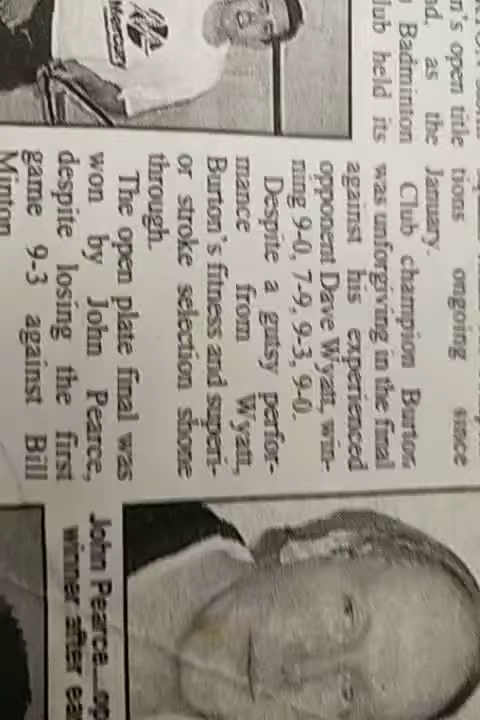 n's open title
as the
Badminton
lub held its
tions ongoing since
January.
Club champion Burton
was unforgiving in the final
against his experienced
opponent Dave Wyatt, win-
ning 9-0, 7-9, 9-3, 9-0.
Despite a gutsy perfor-
mance from Wyatt,
Burton's fitness and superi-
or stroke selection shone
through.
The open plate final was
won by John Pearce,
despite losing the first
game 9-3 against Bill
Minton
Mercury
John Pearce...op
winner after ea